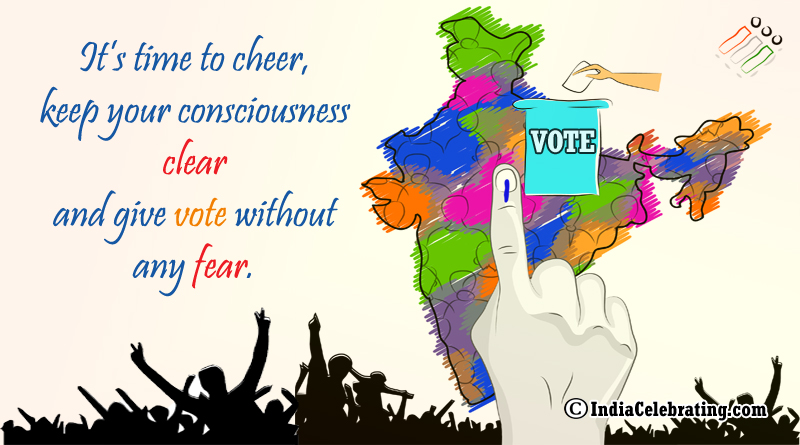 It's time to cheer,
keep your consciousness
clear
and give vote without
any fear.
VOTE
© IndiaCelebrating.com